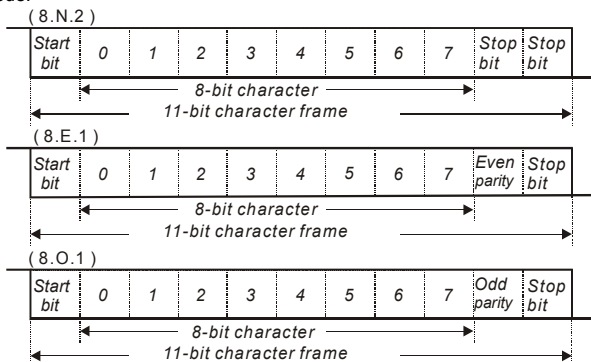 (8.N.2)
Start bit 0 1 2 3 4 5 6 7 Stop bit Stop bit
8-bit character
11-bit character frame
(8.E.1)
Start bit 0 1 2 3 4 5 6 7 Even parity Stop bit
8-bit character
11-bit character frame
(8.O.1)
Start bit 0 1 2 3 4 5 6 7 Odd parity Stop bit
8-bit character
11-bit character frame